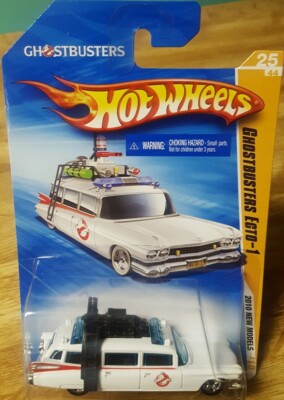 GHOSTBUSTERS
25
44
HOT WHEELS
WARNING: CHOKING HAZARD - Small parts.
Not for children under 3 years
GHOSTBUSTERS ECTO-1
2010 NEW MODELS